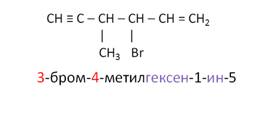 CH ≡ C – CH – CH – CH = CH₂
| |
CH₃ Br
3-бром-4-метилгексен-1-ин-5